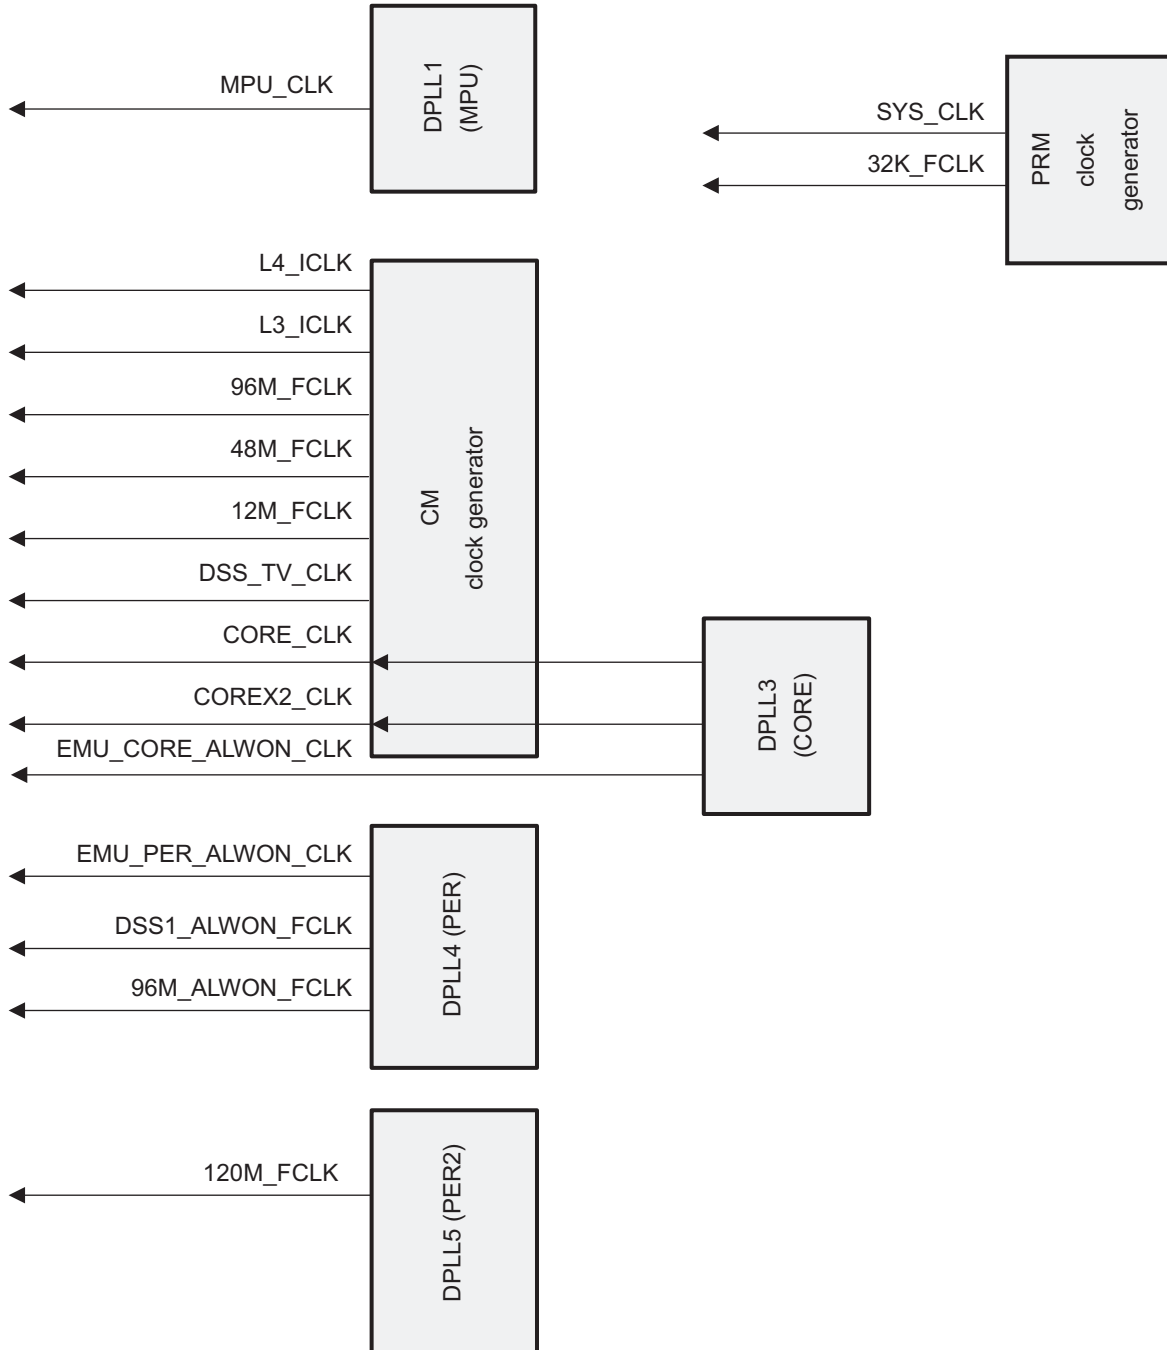 MPU_CLK
DPLL1
(MPU)
SYS_CLK
32K_FCLK
PRM
clock
generator
L4_ICLK
L3_ICLK
96M_FCLK
48M_FCLK
12M_FCLK
DSS_TV_CLK
CORE_CLK
COREX2_CLK
EMU_CORE_ALWON_CLK
CM
clock generator
DPLL3
(CORE)
EMU_PER_ALWON_CLK
DSS1_ALWON_FCLK
96M_ALWON_FCLK
DPLL4 (PER)
120M_FCLK
DPLL5 (PER2)